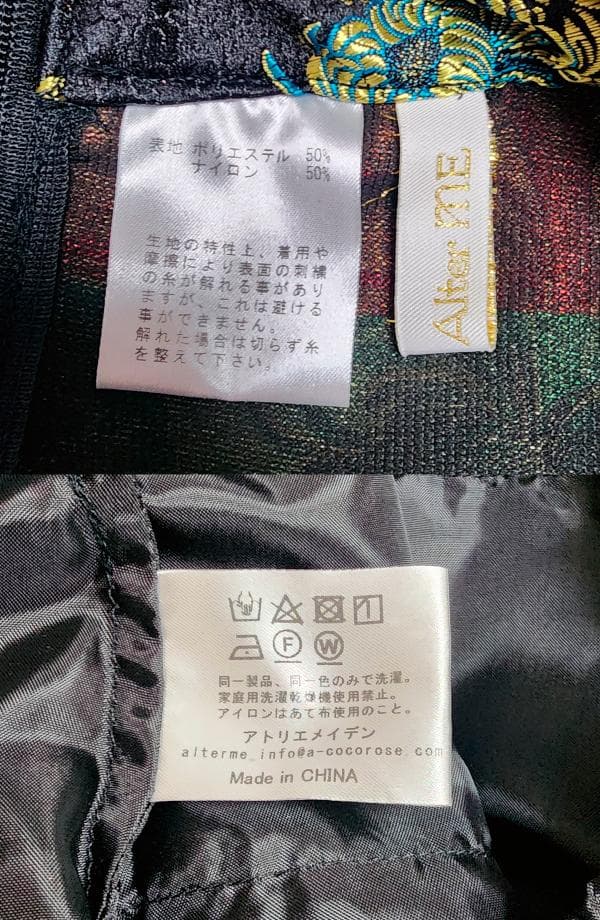 表地 ポリエステル 50%
ナイロン 50%
生地の特性上、着用や
摩擦により表面の刺繍
の糸が解れる事があり
ますが、これは避ける
事ができません。
解れた場合は切らず糸
を整えて下さい。
Alter ME
F W
同一製品、同一色のみで洗濯。
家庭用洗濯乾燥機使用禁止。
アイロンはあて布使用のこと。
アトリエメイデン
alterme_info@a-cocorose.com
Made in CHINA